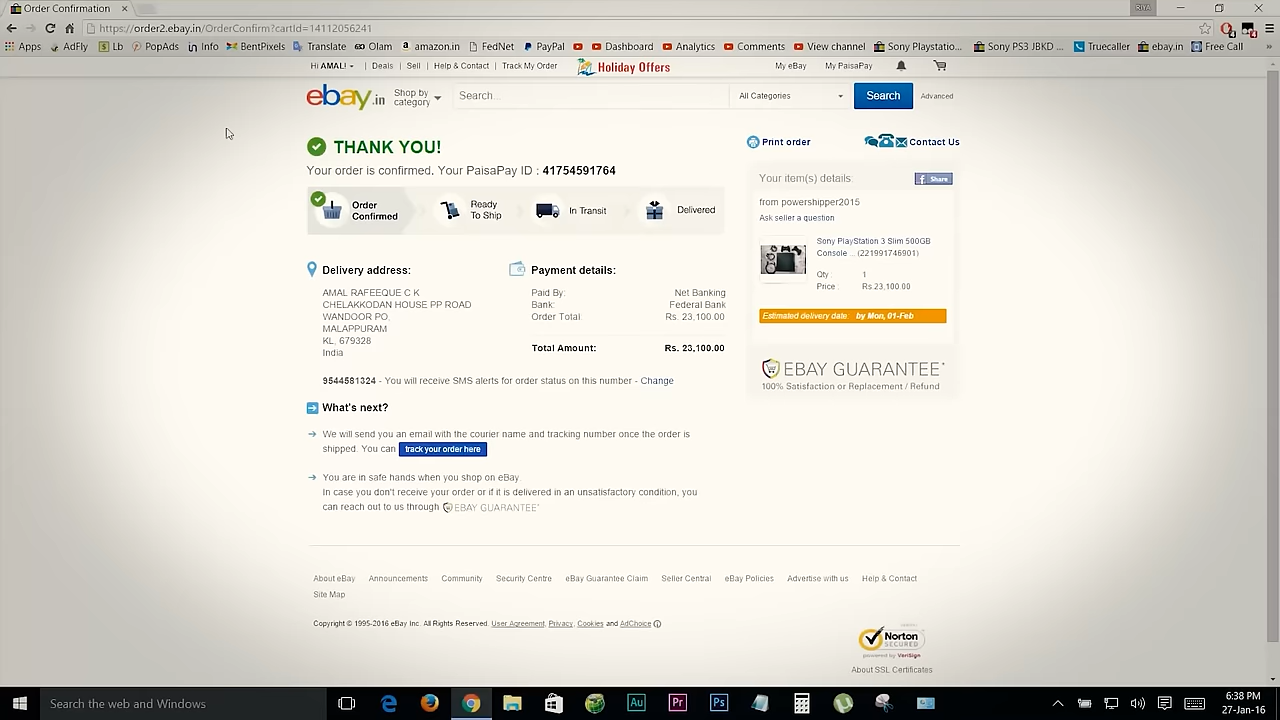 Order Confirmation
https://order2.ebay.in/OrderConfirm?cartId=14112056241
Apps AdFly Lb PopAds Info BentPixels Translate Olam amazon.in FedNet PayPal Dashboard Analytics Comments View channel Sony Playstatio... Sony PS3 JBKD ... Truecaller ebay.in Free Call
Hi AMAL! Deals Sell Help & Contact Track My Order Holiday Offers My eBay My PaisaPay
ebay.in Shop by category Search... All Categories Search Advanced
THANK YOU!
Your order is confirmed. Your PaisaPay ID : 41754591764
Order Confirmed Ready To Ship In Transit Delivered
Print order Contact Us
Your item(s) details: Share
from powershipper2015
Ask seller a question
Sony PlayStation 3 Slim 500GB
Console ... (221991746901)
Qty : 1
Price : Rs.23,100.00
Estimated delivery date: by Mon, 01-Feb
EBAY GUARANTEE*
100% Satisfaction or Replacement / Refund
Delivery address:
AMAL RAFEEQUE C K
CHELAKKODAN HOUSE PP ROAD
WANDOOR PO,
MALAPPURAM
KL, 679328
India
Payment details:
Paid By: Net Banking
Bank: Federal Bank
Order Total: Rs. 23,100.00
Total Amount: Rs. 23,100.00
9544581324 - You will receive SMS alerts for order status on this number - Change
What's next?
We will send you an email with the courier name and tracking number once the order is
shipped. You can track your order here
You are in safe hands when you shop on eBay.
In case you don't receive your order or if it is delivered in an unsatisfactory condition, you
can reach out to us through EBAY GUARANTEE*
About eBay Announcements Community Security Centre eBay Guarantee Claim Seller Central eBay Policies Advertise with us Help & Contact
Site Map
Copyright © 1995-2016 eBay Inc. All Rights Reserved. User Agreement, Privacy, Cookies and AdChoice
Norton
SECURED
powered by VeriSign
About SSL Certificates
Search the web and Windows
Au Pr Ps
6:38 PM
27-Jan-16